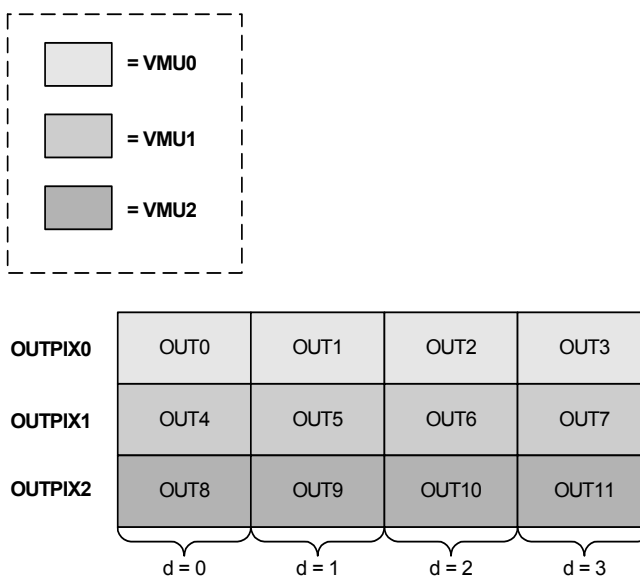 = VMU0
= VMU1
= VMU2
OUTPIX0 OUT0 OUT1 OUT2 OUT3
OUTPIX1 OUT4 OUT5 OUT6 OUT7
OUTPIX2 OUT8 OUT9 OUT10 OUT11
d = 0 d = 1 d = 2 d = 3